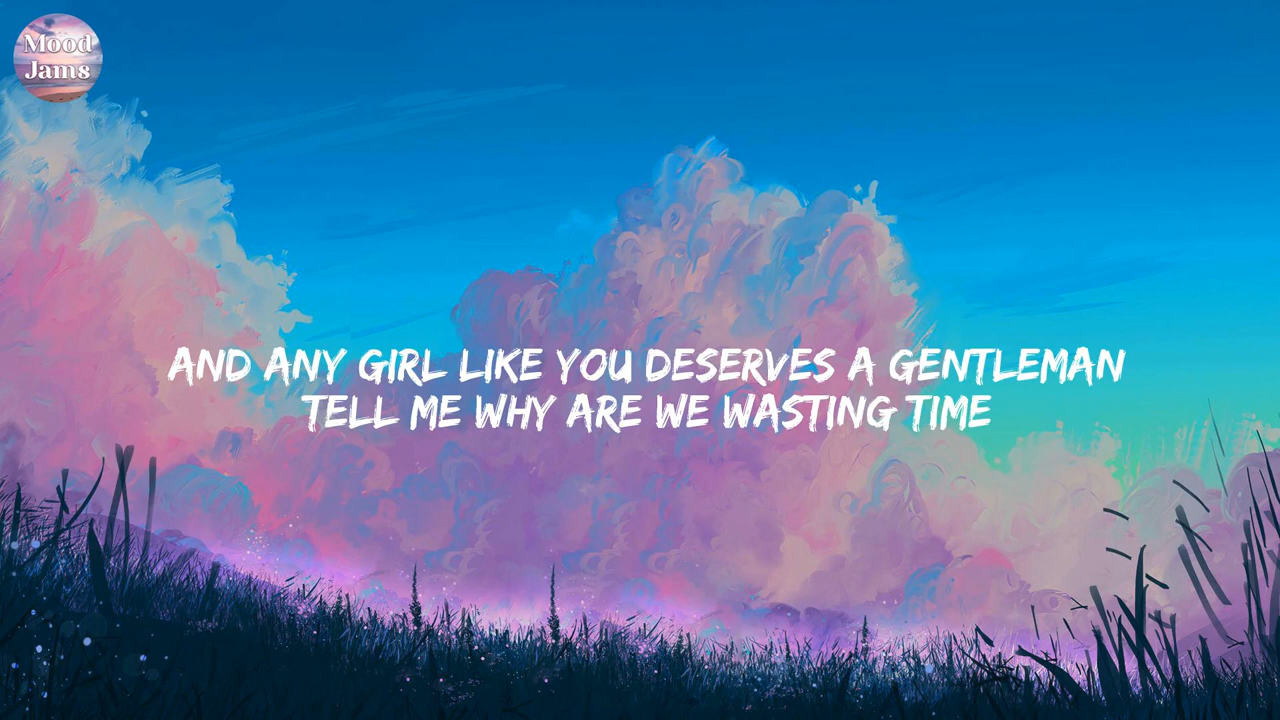 Mood
Jams
AND ANY GIRL LIKE YOU DESERVES A GENTLEMAN
TELL ME WHY ARE WE WASTING TIME